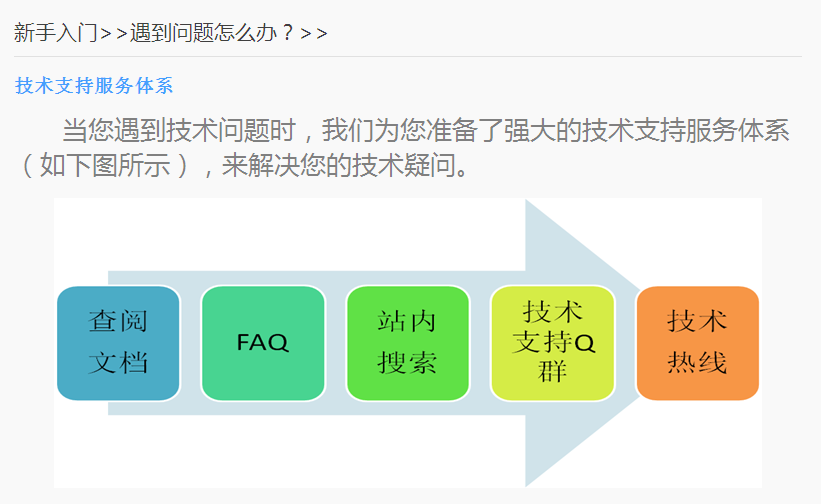 新手入门>>遇到问题怎么办？>>
技术支持服务体系
当您遇到技术问题时，我们为您准备了强大的技术支持服务体系
（如下图所示），来解决您的技术疑问。
查阅
文档
FAQ
站内
搜索
技术
支持Q
群
技术
热线